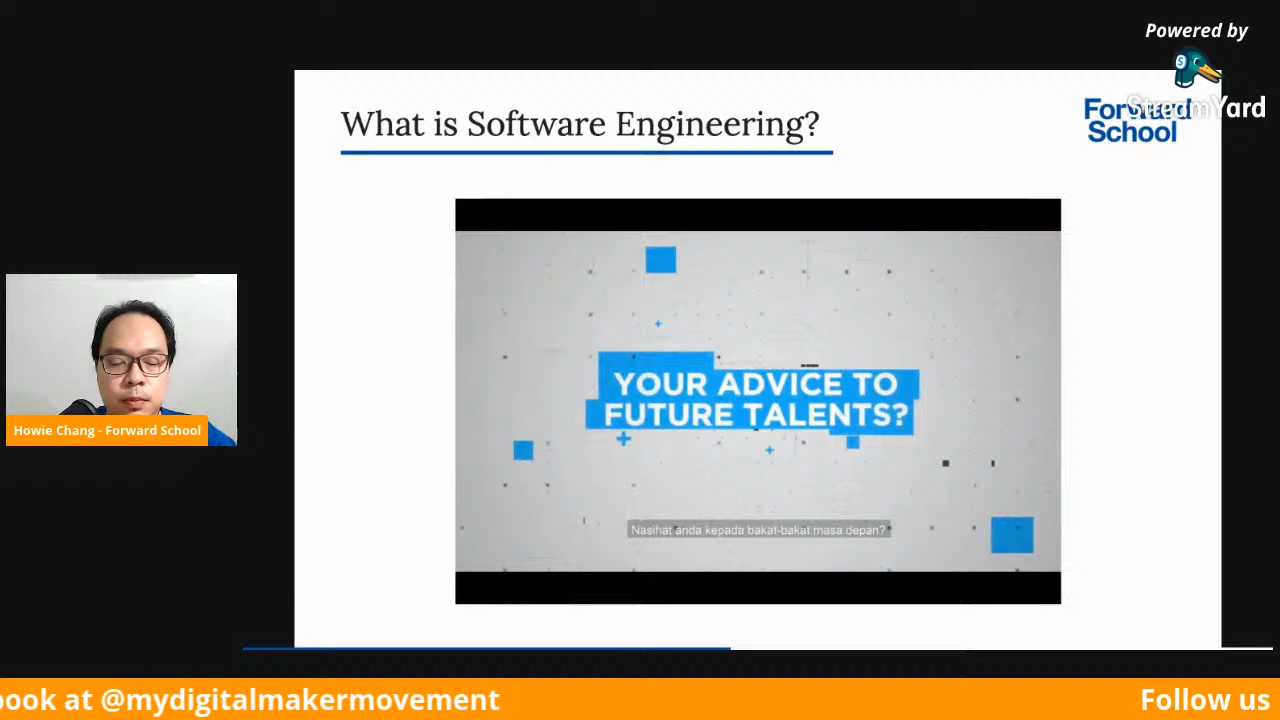 Powered by
StreamYard
What is Software Engineering?
Forward
School
YOUR ADVICE TO
FUTURE TALENTS?
Nasihat anda kepada bakat-bakat masa depan?
Howie Chang - Forward School
book at @mydigitalmakermovement
Follow us